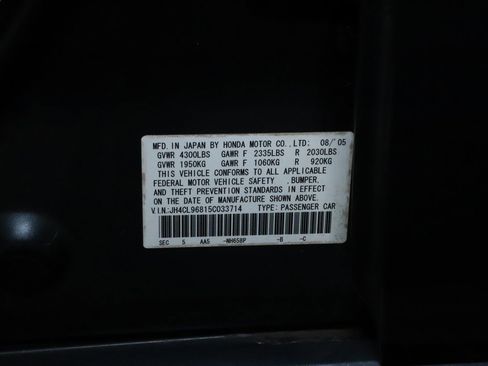 MFD. IN JAPAN BY HONDA MOTOR CO., LTD: 08/'05
GVWR 4300LBS GAWR F 2335LBS R 2030LBS
GVWR 1950KG GAWR F 1060KG R 920KG
THIS VEHICLE CONFORMS TO ALL APPLICABLE
FEDERAL MOTOR VEHICLE SAFETY ,BUMPER,
AND THEFT PREVENTION STANDARDS IN EFFECT
ON THE DATE OF MANUFACTURE SHOWN ABOVE.
V.I.N.:JH4CL96815C033714 TYPE: PASSENGER CAR
SEC 5 AA5 -NH658P -B -C